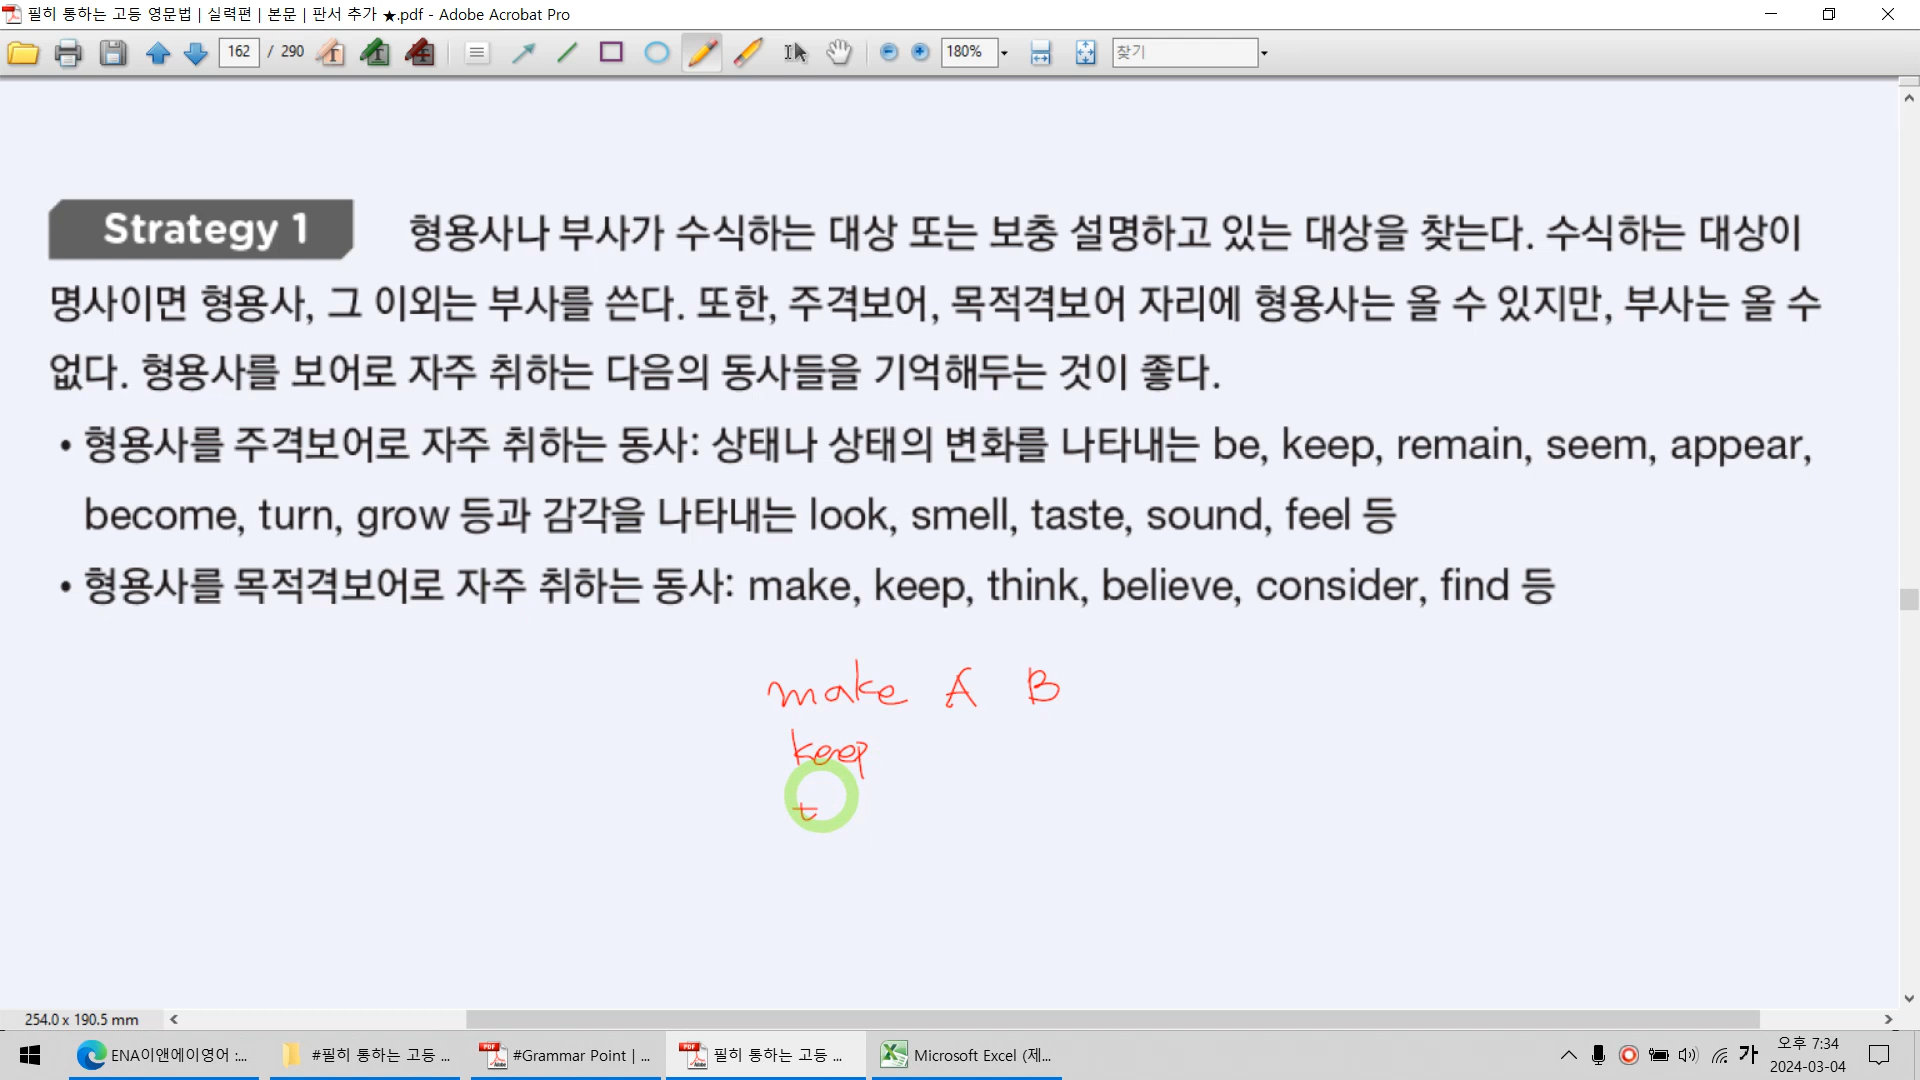 필히 통하는 고등 영문법 | 실력편 | 본문 | 판서 추가 ★.pdf - Adobe Acrobat Pro
162 / 290 180% 찾기
Strategy 1 형용사나 부사가 수식하는 대상 또는 보충 설명하고 있는 대상을 찾는다. 수식하는 대상이
명사이면 형용사, 그 이외는 부사를 쓴다. 또한, 주격보어, 목적격보어 자리에 형용사는 올 수 있지만, 부사는 올 수
없다. 형용사를 보어로 자주 취하는 다음의 동사들을 기억해두는 것이 좋다.
• 형용사를 주격보어로 자주 취하는 동사: 상태나 상태의 변화를 나타내는 be, keep, remain, seem, appear,
become, turn, grow 등과 감각을 나타내는 look, smell, taste, sound, feel 등
• 형용사를 목적격보어로 자주 취하는 동사: make, keep, think, believe, consider, find 등
make A B
keep
t
254.0 x 190.5 mm
ENA이앤에이영어 :... #필히 통하는 고등 ... #Grammar Point | ... 필히 통하는 고등 ... Microsoft Excel (제... 가 오후 7:34
2024-03-04